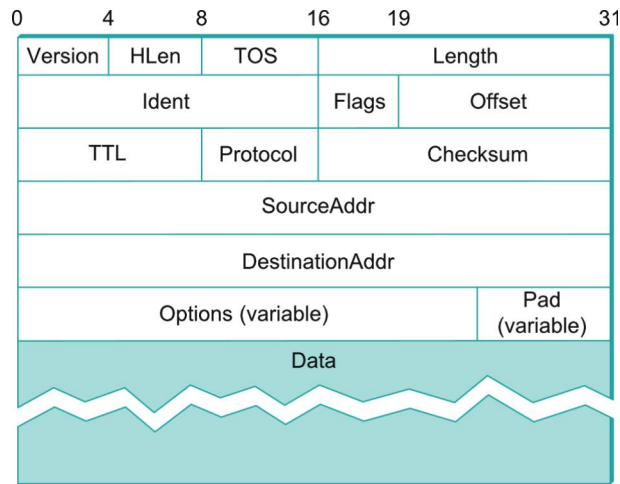 0 4 8 16 19 31
Version HLen TOS Length
Ident Flags Offset
TTL Protocol Checksum
SourceAddr
DestinationAddr
Options (variable) Pad
(variable)
Data